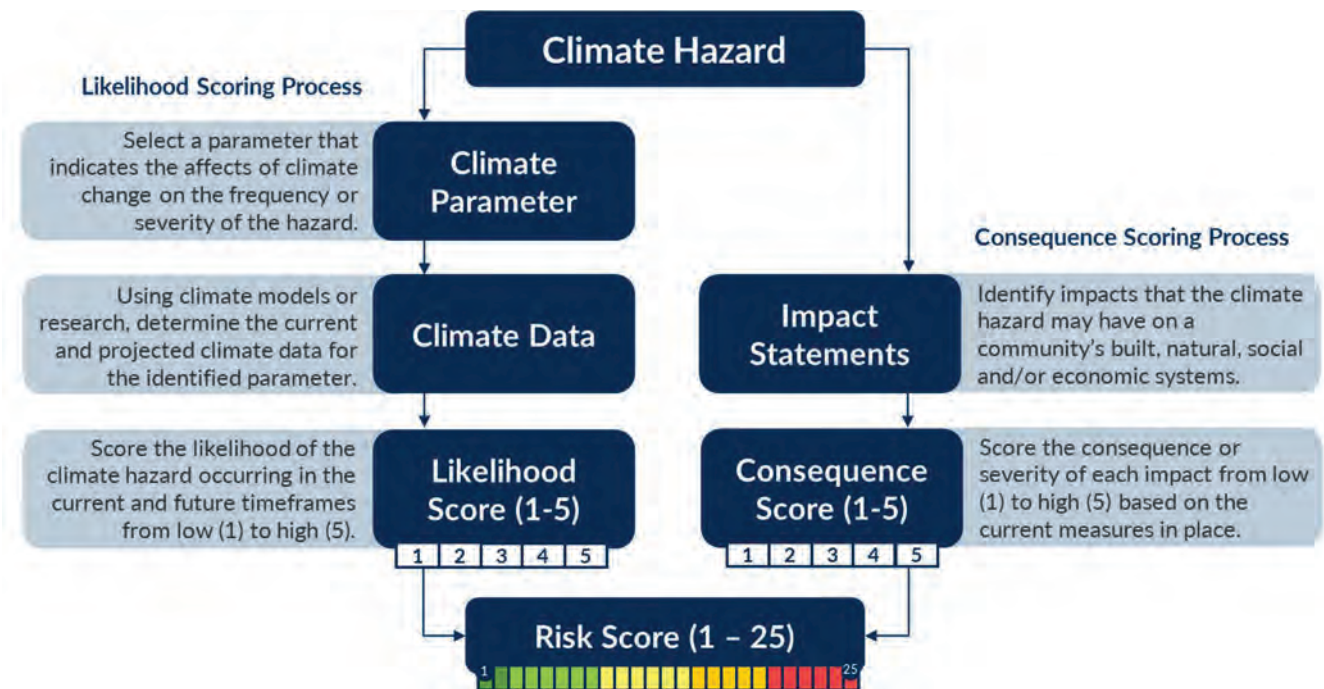 Climate Hazard
Likelihood Scoring Process
Select a parameter that
indicates the affects of climate
change on the frequency or
severity of the hazard.
Climate
Parameter
Using climate models or
research, determine the current
and projected climate data for
the identified parameter.
Climate Data
Score the likelihood of the
climate hazard occurring in the
current and future timeframes
from low (1) to high (5).
Likelihood
Score (1-5)
1 2 3 4 5
Consequence Scoring Process
Impact
Statements
Identify impacts that the climate
hazard may have on a
community's built, natural, social
and/or economic systems.
Consequence
Score (1-5)
1 2 3 4 5
Score the consequence or
severity of each impact from low
(1) to high (5) based on the
current measures in place.
Risk Score (1 – 25)
1 25